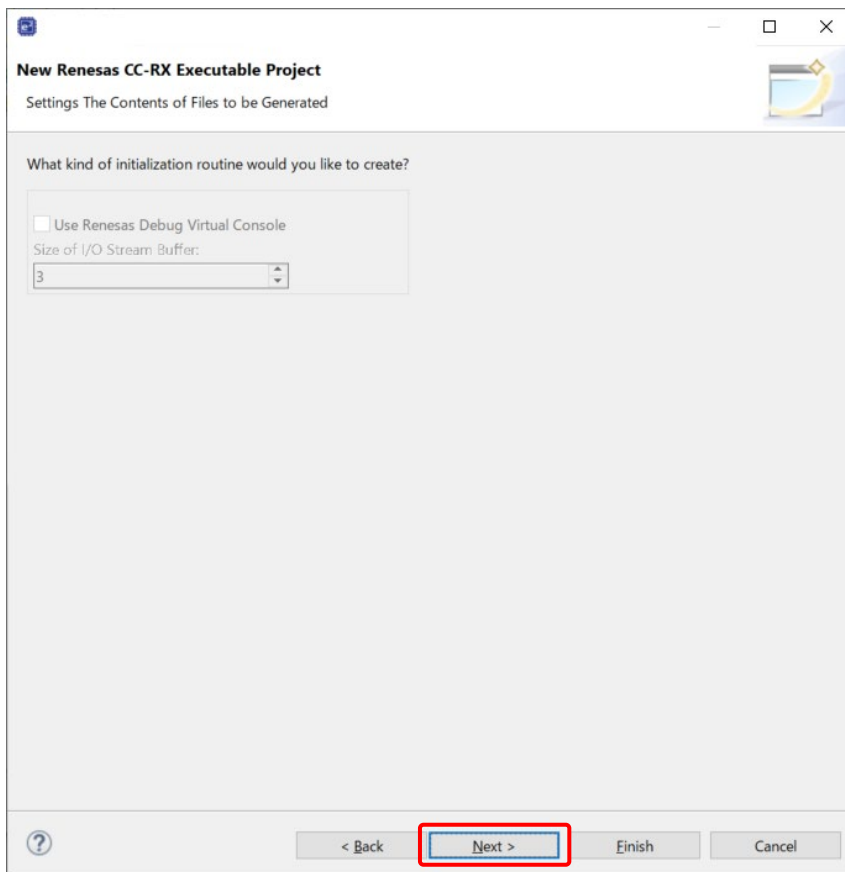 New Renesas CC-RX Executable Project
Settings The Contents of Files to be Generated
What kind of initialization routine would you like to create?
Use Renesas Debug Virtual Console
Size of I/O Stream Buffer:
3
?
< Back Next > Finish Cancel